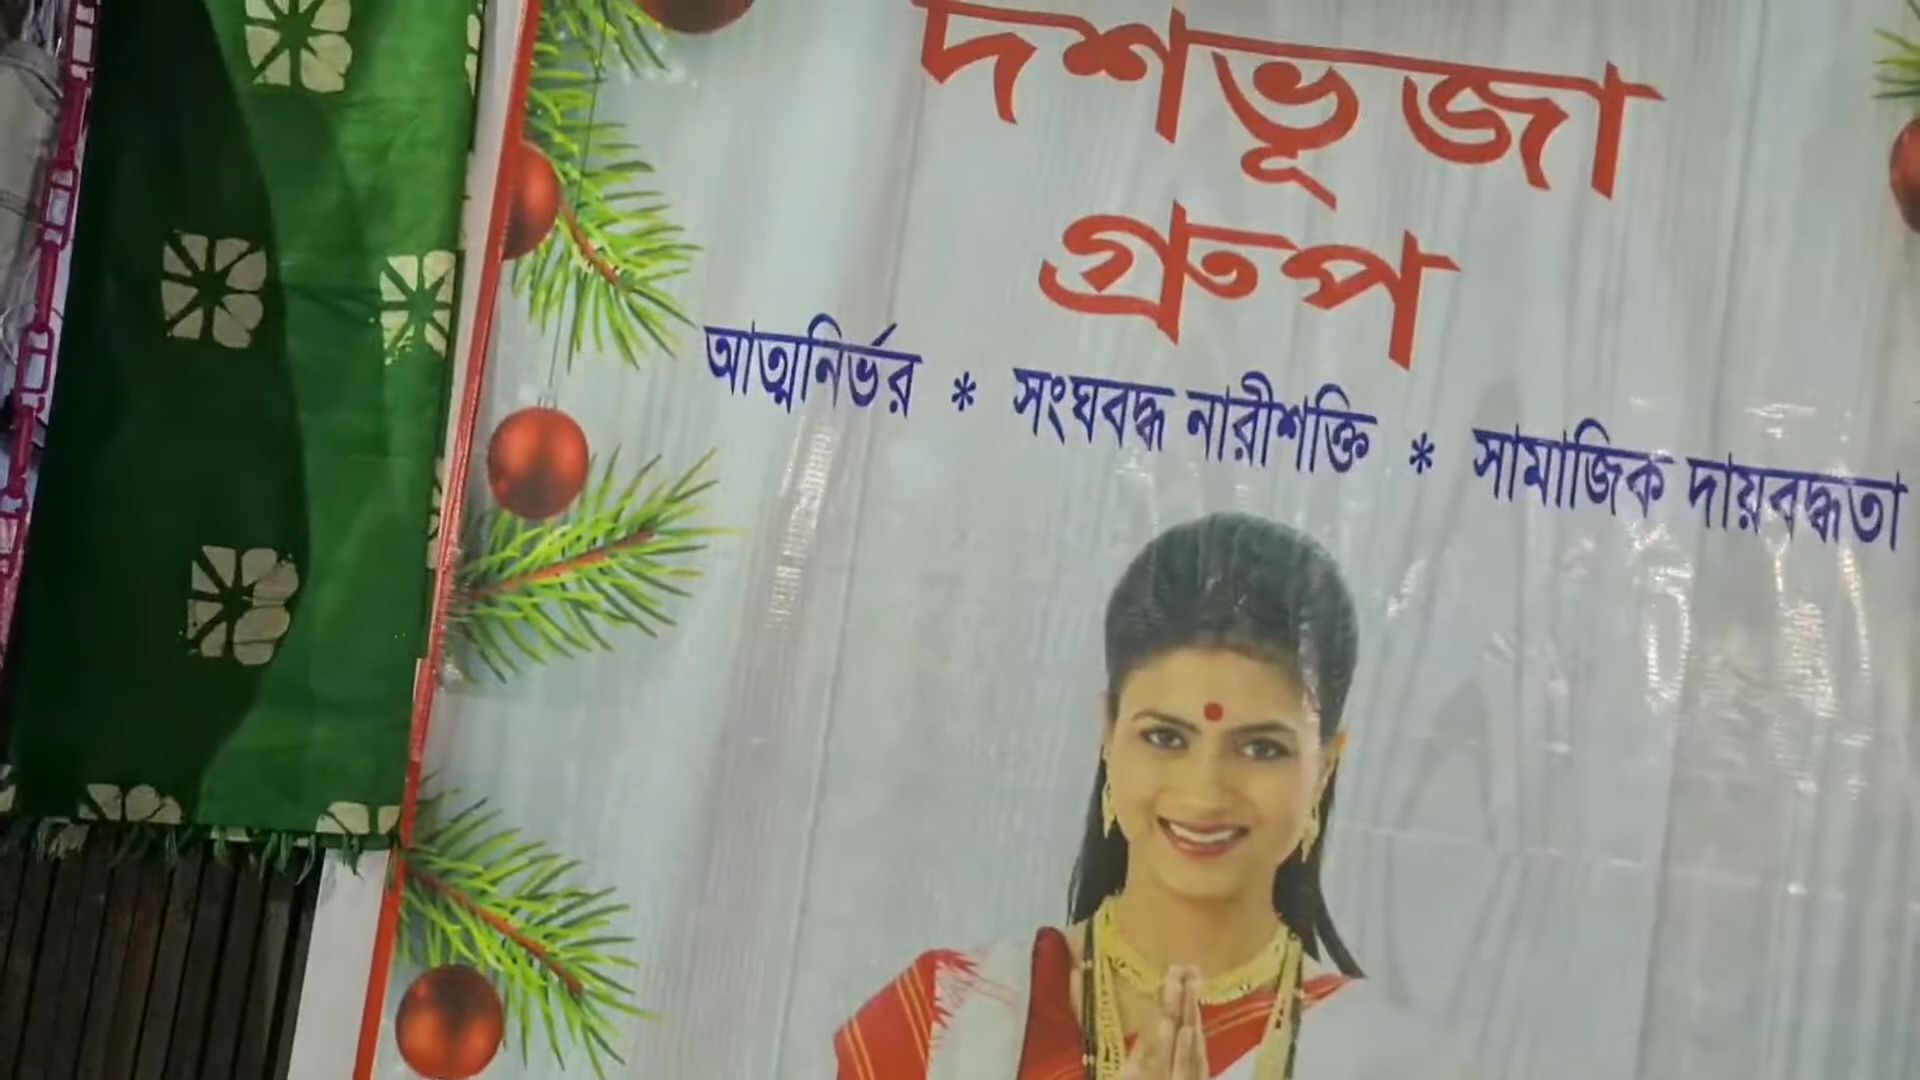 দশভূজা
গ্রুপ
আত্মনির্ভর * সংঘবদ্ধ নারীশক্তি * সামাজিক দায়বদ্ধতা